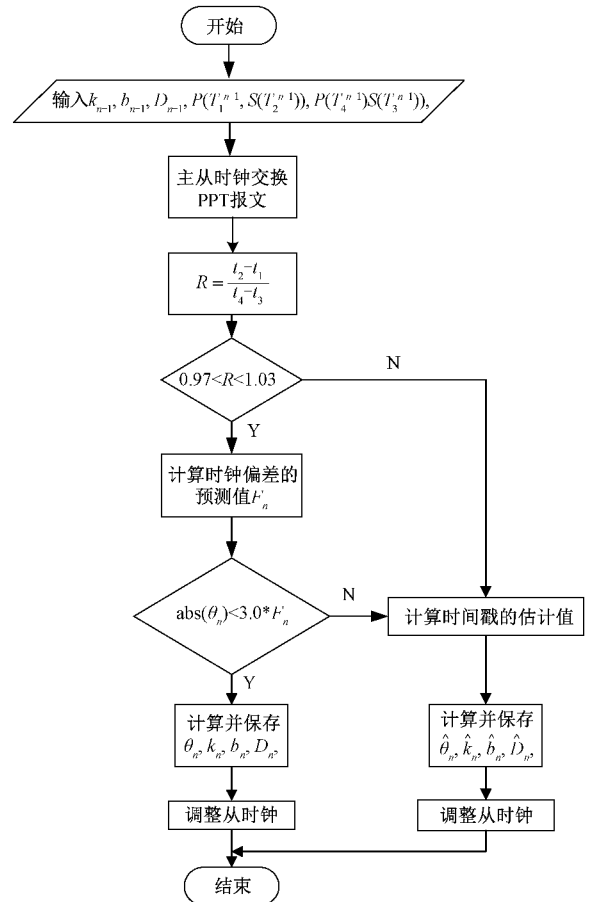 开始
输入k_{n-1}, b_{n-1}, D_{n-1}, P(T_1^{n-1}, S(T_2^{n-1})), P(T_4^{n-1})S(T_3^{n-1})),
主从时钟交换
PPT报文
R = \frac{t_2-t_1}{t_4-t_3}
0.97<R<1.03
N
Y
计算时钟偏差的
预测值F_n
abs(θ_n)<3.0*F_n
N
计算时间戳的估计值
Y
计算并保存
θ_n, k_n, b_n, D_n,
计算并保存
\hat{θ}_n, \hat{k}_n, \hat{b}_n, \hat{D}_n,
调整从时钟
调整从时钟
结束